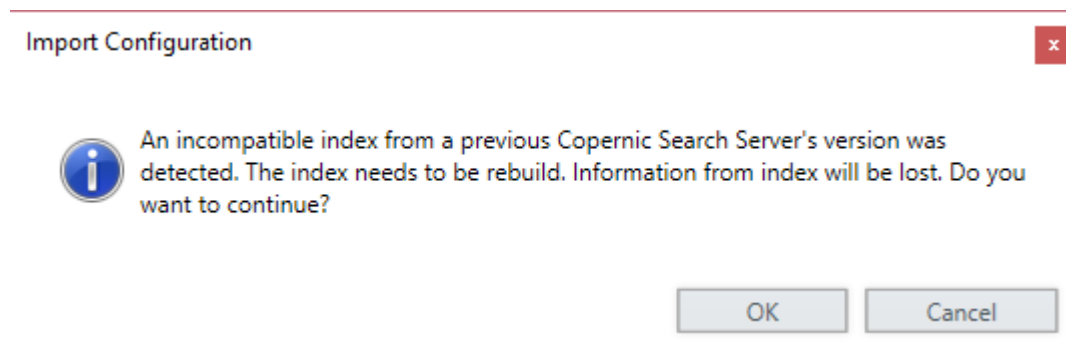 Import Configuration
x
An incompatible index from a previous Copernic Search Server's version was
detected. The index needs to be rebuild. Information from index will be lost. Do you
want to continue?
OK
Cancel